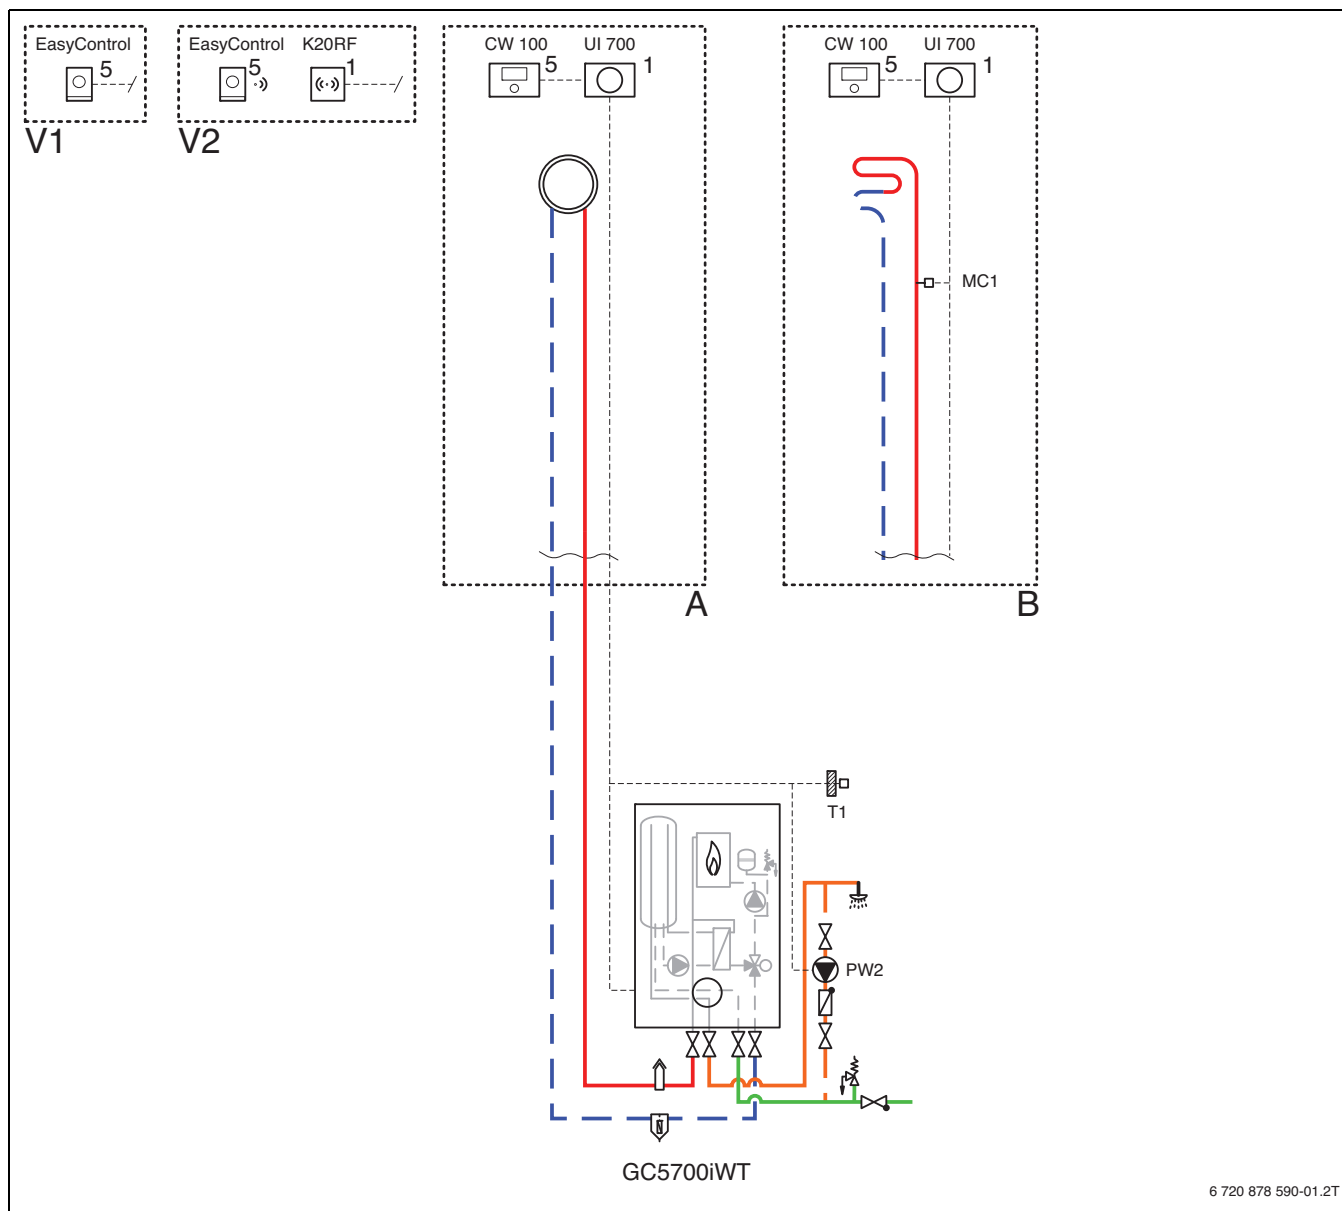 EasyControl
5
V1
EasyControl K20RF
5 1
V2
CW 100 UI 700
5 1
A
CW 100 UI 700
5 1
MC1
B
T1
PW2
GC5700iWT
6 720 878 590-01.2T